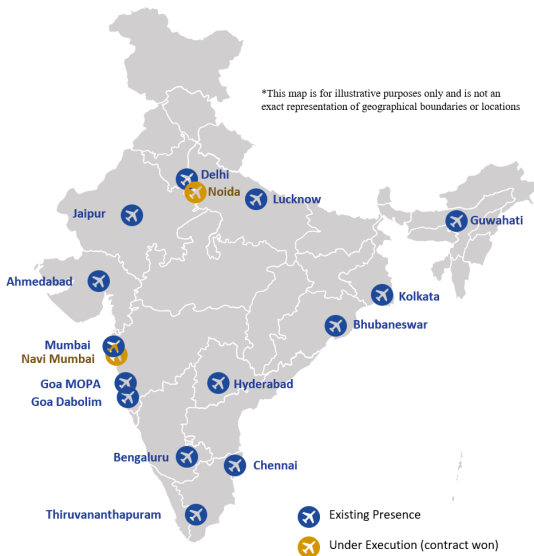 *This map is for illustrative purposes only and is not an
exact representation of geographical boundaries or locations
Delhi
Noida
Lucknow
Jaipur
Guwahati
Ahmedabad
Kolkata
Bhubaneswar
Mumbai
Navi Mumbai
Goa MOPA
Hyderabad
Goa Dabolim
Bengaluru
Chennai
Thiruvananthapuram
Existing Presence
Under Execution (contract won)